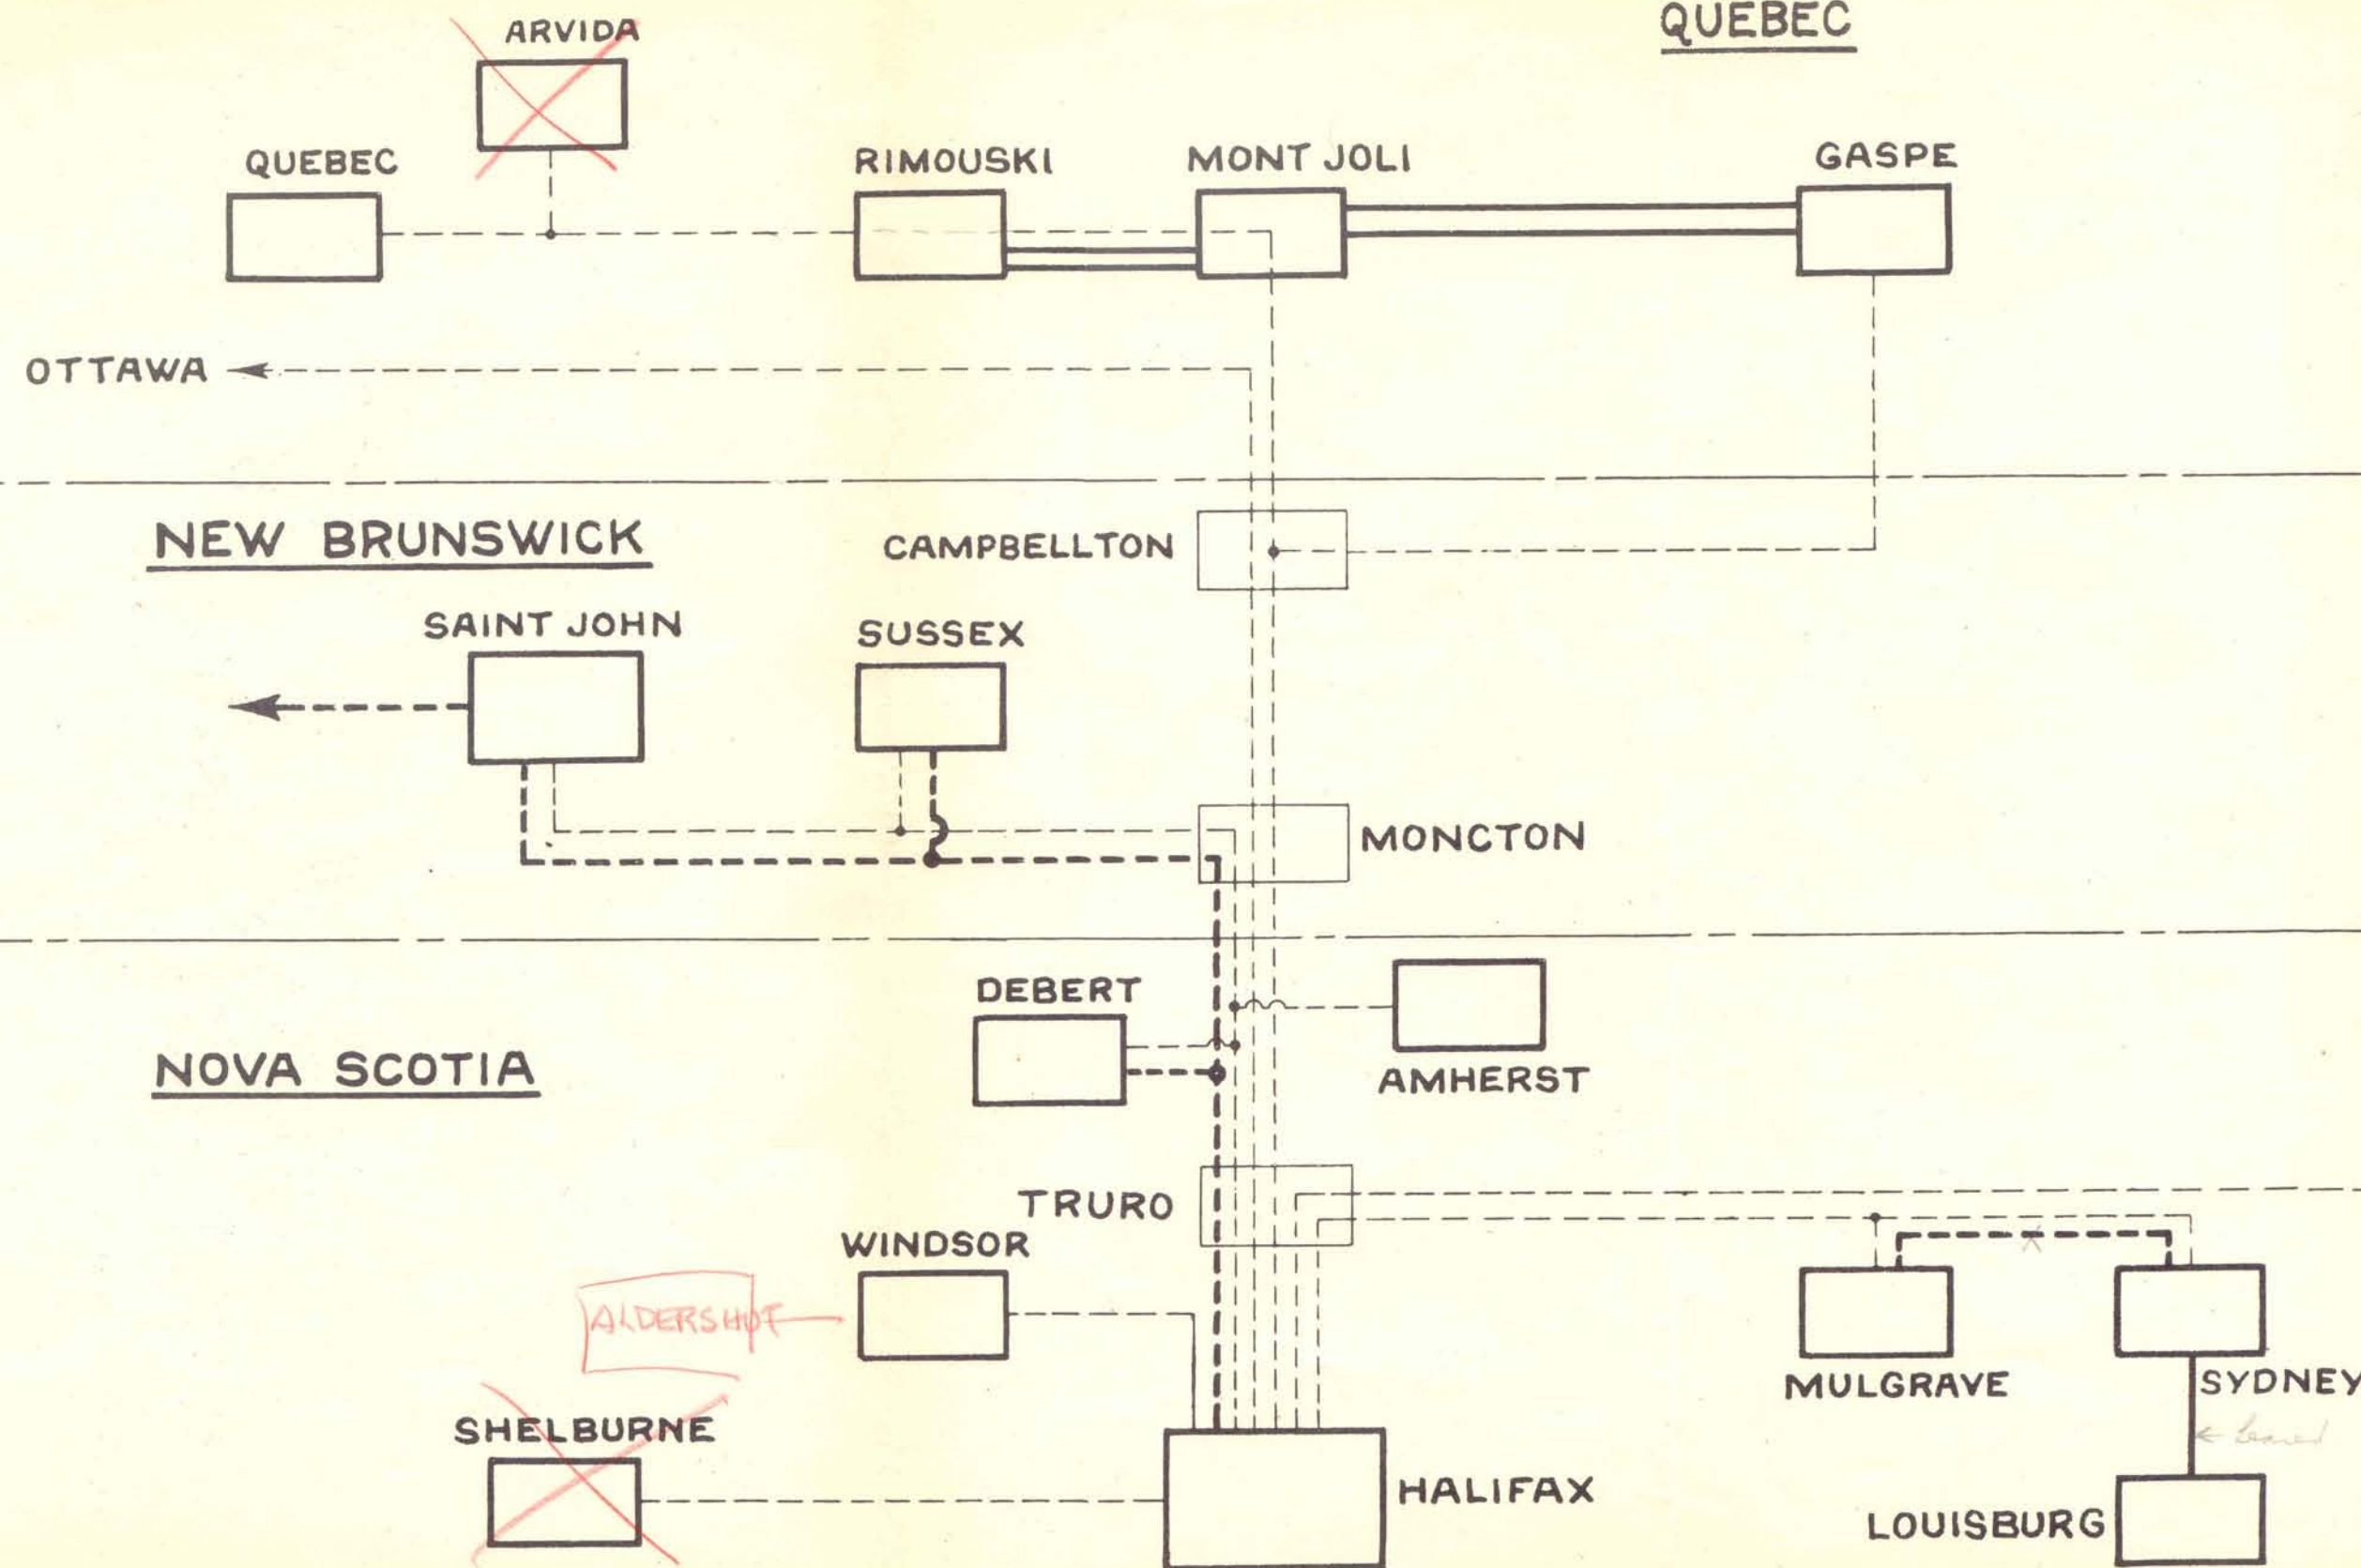 QUEBEC
ARVIDA
QUEBEC
RIMOUSKI
MONT JOLI
GASPE
OTTAWA
NEW BRUNSWICK
CAMPBELLTON
SAINT JOHN
SUSSEX
MONCTON
DEBERT
NOVA SCOTIA
AMHERST
TRURO
WINDSOR
ALDERSHOT
MULGRAVE
SYDNEY
SHELBURNE
HALIFAX
LOUISBURG